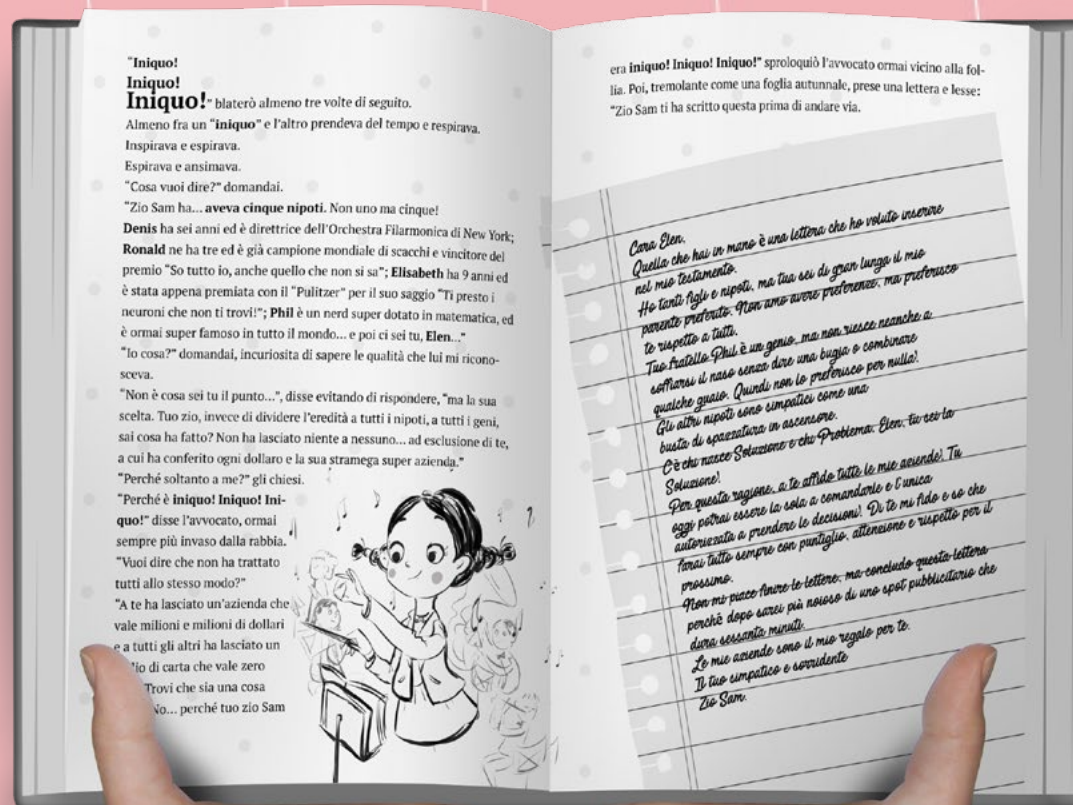 “Iniquo!
Iniquo!
Iniquo!” blaterò almeno tre volte di seguito.
Almeno fra un “iniquo” e l’altro prendeva del tempo e respirava.
Inspirava e espirava.
Espirava e ansimava.
“Cosa vuoi dire?” domandai.
“Zio Sam ha... aveva cinque nipoti. Non uno ma cinque!
Denis ha sei anni ed è direttrice dell’Orchestra Filarmonica di New York;
Ronald ne ha tre ed è già campione mondiale di scacchi e vincitore del
premio “So tutto io, anche quello che non si sa”; Elisabeth ha 9 anni ed
è stata appena premiata con il “Pulitzer” per il suo saggio “Ti presto i
neuroni che non ti trovi!”; Phil è un nerd super dotato in matematica, ed
è ormai super famoso in tutto il mondo... e poi ci sei tu, Elen...”
“Io cosa?” domandai, incuriosita di sapere le qualità che lui mi ricono-
sceva.
“Non è cosa sei tu il punto...”, disse evitando di rispondere, “ma la sua
scelta. Tuo zio, invece di dividere l’eredità a tutti i nipoti, a tutti i geni,
sai cosa ha fatto? Non ha lasciato niente a nessuno... ad esclusione di te,
a cui ha conferito ogni dollaro e la sua stramega super azienda.”
“Perché soltanto a me?” gli chiesi.
“Perché è iniquo! Iniquo! Ini-
quo!” disse l’avvocato, ormai
sempre più invaso dalla rabbia.
“Vuoi dire che non ha trattato
tutti allo stesso modo?”
“A te ha lasciato un’azienda che
vale milioni e milioni di dollari
e a tutti gli altri ha lasciato un
di carta che vale zero
Trovi che sia una cosa
No... perché tuo zio Sam
era iniquo! Iniquo! Iniquo!” sproloquiò l’avvocato ormai vicino alla fol-
lia. Poi, tremolante come una foglia autunnale, prese una lettera e lesse:
“Zio Sam ti ha scritto questa prima di andare via.
Cara Elen,
Quella che hai in mano è una lettera che ho voluto inserire
nel mio testamento.
Ho tanti figli e nipoti, ma tua sei di gran lunga il mio
parente preferito. Non amo avere preferenze, ma preferisco
te rispetto a tutti.
Tuo fratello Phil è un genio, ma non riesce neanche a
soffiarsi il naso senza dire una bugia o combinare
qualche guaio. Quindi non lo preferisco per nulla!
Gli altri nipoti sono simpatici come una
busta di spazzatura in ascensore.
C’è chi nasce Soluzione e chi Problema. Elen, tu sei la
Soluzione!
Per questa ragione, a te affido tutte le mie aziende! Tu
oggi potrai essere la sola a comandarle e l’unica
autorizzata a prendere le decisioni! Di te mi fido e so che
farai tutto sempre con puntiglio, attenzione e rispetto per il
prossimo.
Non mi piace finire le lettere, ma concludo questa lettera
perché dopo sarei più noioso di uno spot pubblicitario che
dura sessanta minuti.
Le mie aziende sono il mio regalo per te.
Il tuo simpatico e sorridente
Zio Sam.